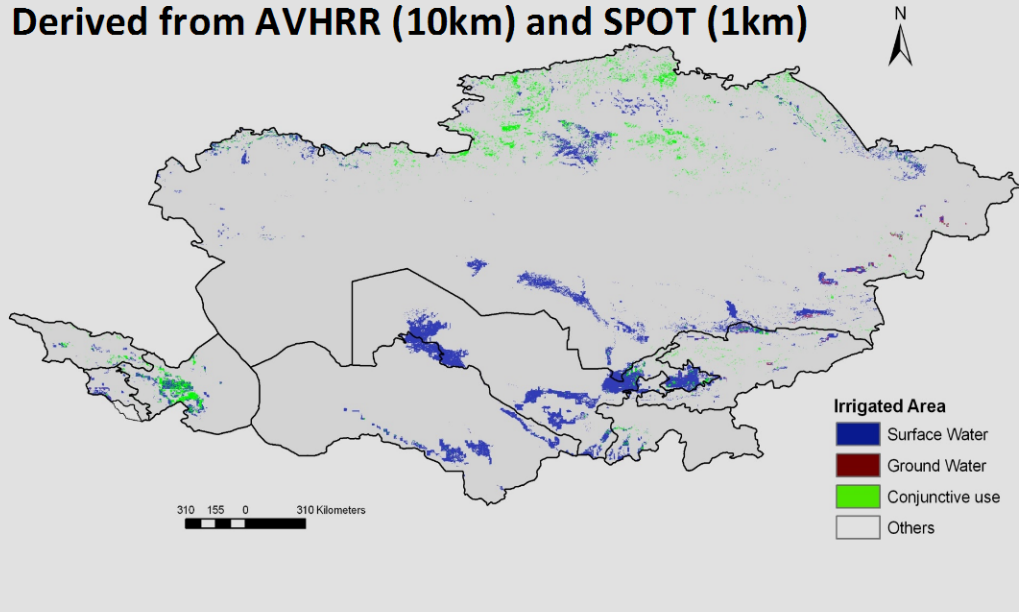 Derived from AVHRR (10km) and SPOT (1km)
N
Irrigated Area
Surface Water
Ground Water
Conjunctive use
Others
310 155 0 310 Kilometers